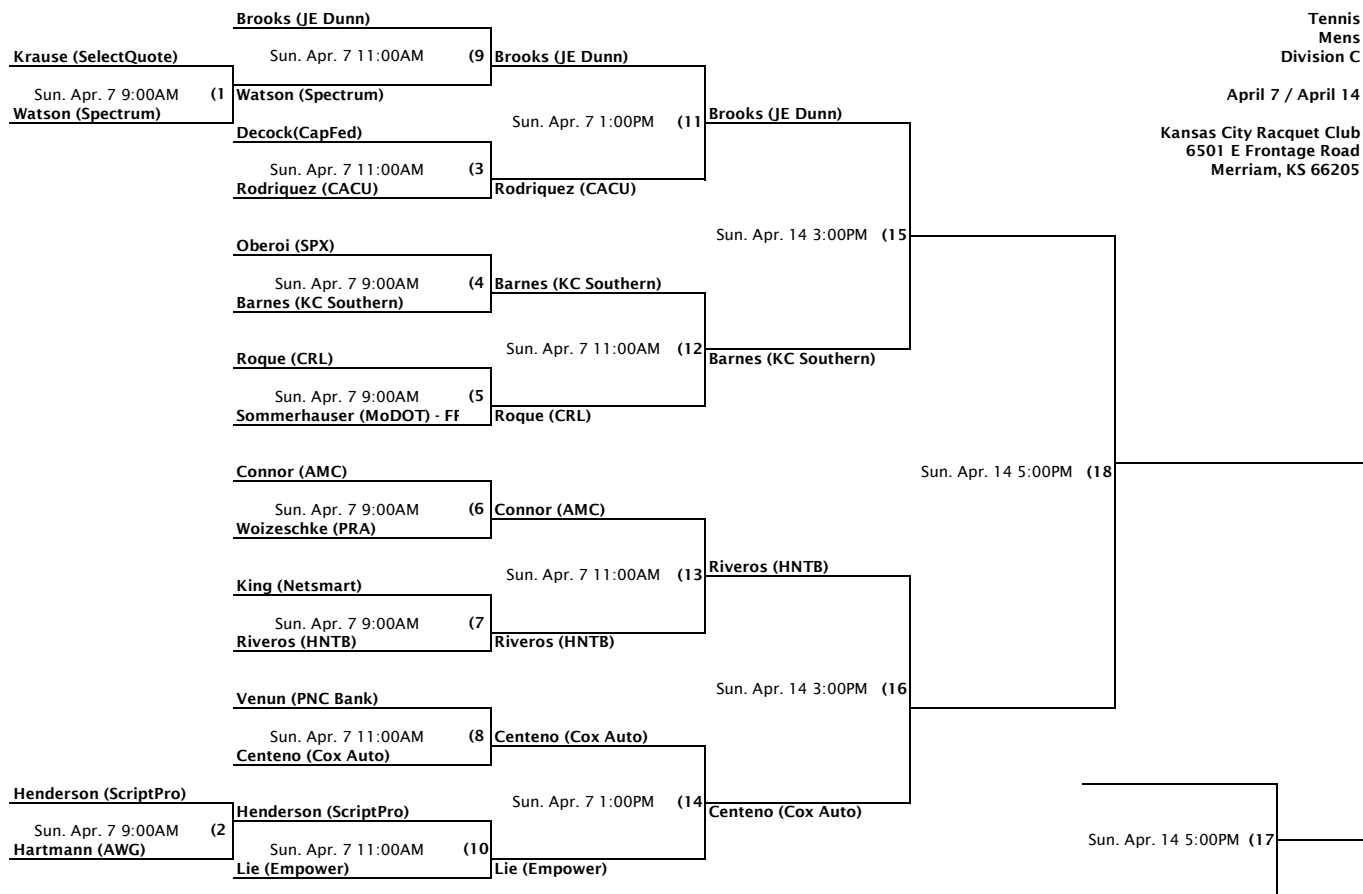 Tennis
Mens
Division C
April 7 / April 14
Kansas City Racquet Club
6501 E Frontage Road
Merriam, KS 66205
Krause (SelectQuote)
Sun. Apr. 7 9:00AM (1
Watson (Spectrum)
Henderson (ScriptPro)
Sun. Apr. 7 9:00AM (2
Hartmann (AWG)
Brooks (JE Dunn)
Sun. Apr. 7 11:00AM (9
Watson (Spectrum)
Decock(CapFed)
Sun. Apr. 7 11:00AM (3
Rodriquez (CACU)
Oberoi (SPX)
Sun. Apr. 7 9:00AM (4
Barnes (KC Southern)
Roque (CRL)
Sun. Apr. 7 9:00AM (5
Sommerhauser (MoDOT) - FF
Connor (AMC)
Sun. Apr. 7 9:00AM (6
Woizeschke (PRA)
King (Netsmart)
Sun. Apr. 7 9:00AM (7
Riveros (HNTB)
Venun (PNC Bank)
Sun. Apr. 7 11:00AM (8
Centeno (Cox Auto)
Henderson (ScriptPro)
Sun. Apr. 7 11:00AM (10
Lie (Empower)
Brooks (JE Dunn)
Sun. Apr. 7 1:00PM (11
Rodriquez (CACU)
Barnes (KC Southern)
Sun. Apr. 7 11:00AM (12
Roque (CRL)
Connor (AMC)
Sun. Apr. 7 11:00AM (13
Riveros (HNTB)
Centeno (Cox Auto)
Sun. Apr. 7 1:00PM (14
Lie (Empower)
Brooks (JE Dunn)
Sun. Apr. 14 3:00PM (15
Barnes (KC Southern)
Riveros (HNTB)
Sun. Apr. 14 3:00PM (16
Centeno (Cox Auto)
Sun. Apr. 14 5:00PM (18
Sun. Apr. 14 5:00PM (17